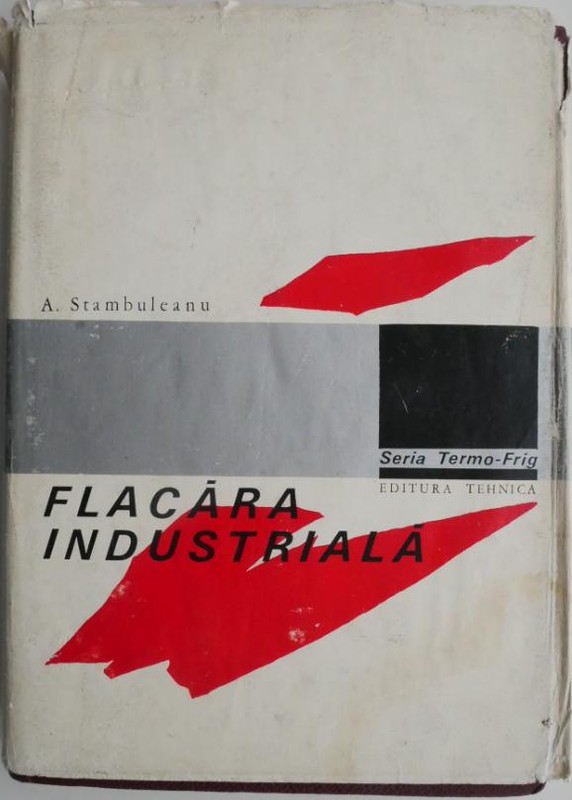 A. Stambuleanu
Seria Termo-Frig
EDITURA TEHNICA
FLACĂRA
INDUSTRIALĂ